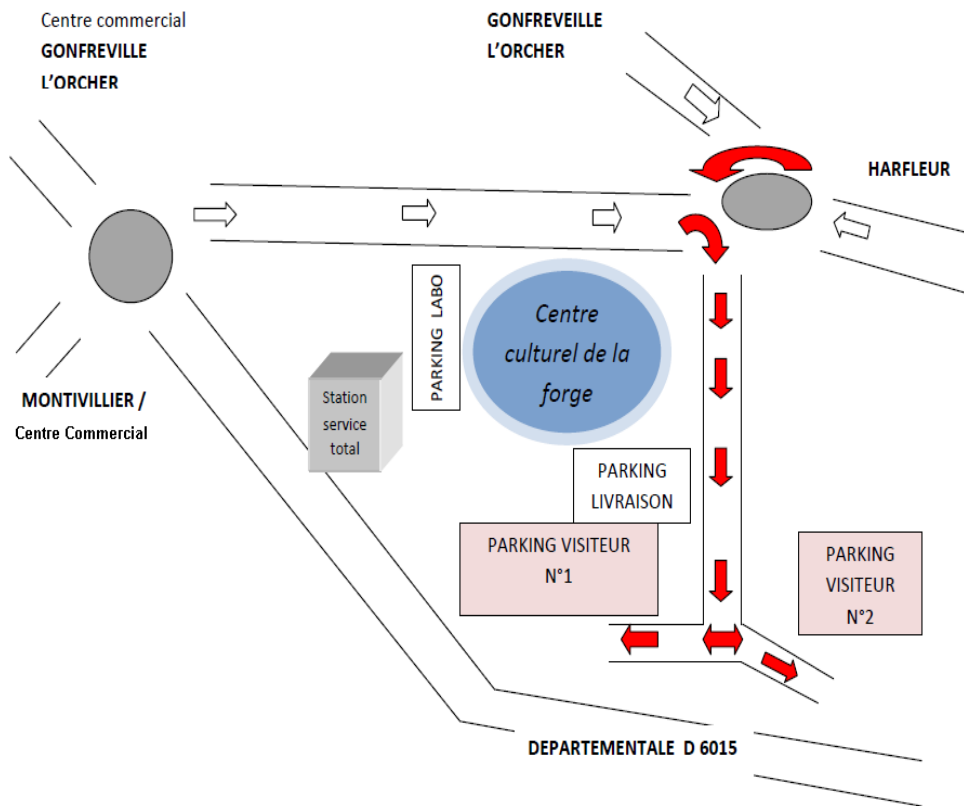 Centre commercial
GONFREVILLE
L'ORCHER
GONFREVEILLE
L'ORCHER
HARFLEUR
PARKING LABO
Centre
culturel de la
forge
MONTIVILLIER /
Centre Commercial
Station
service
total
PARKING
LIVRAISON
PARKING VISITEUR
N°1
PARKING
VISITEUR
N°2
DEPARTEMENTALE D 6015